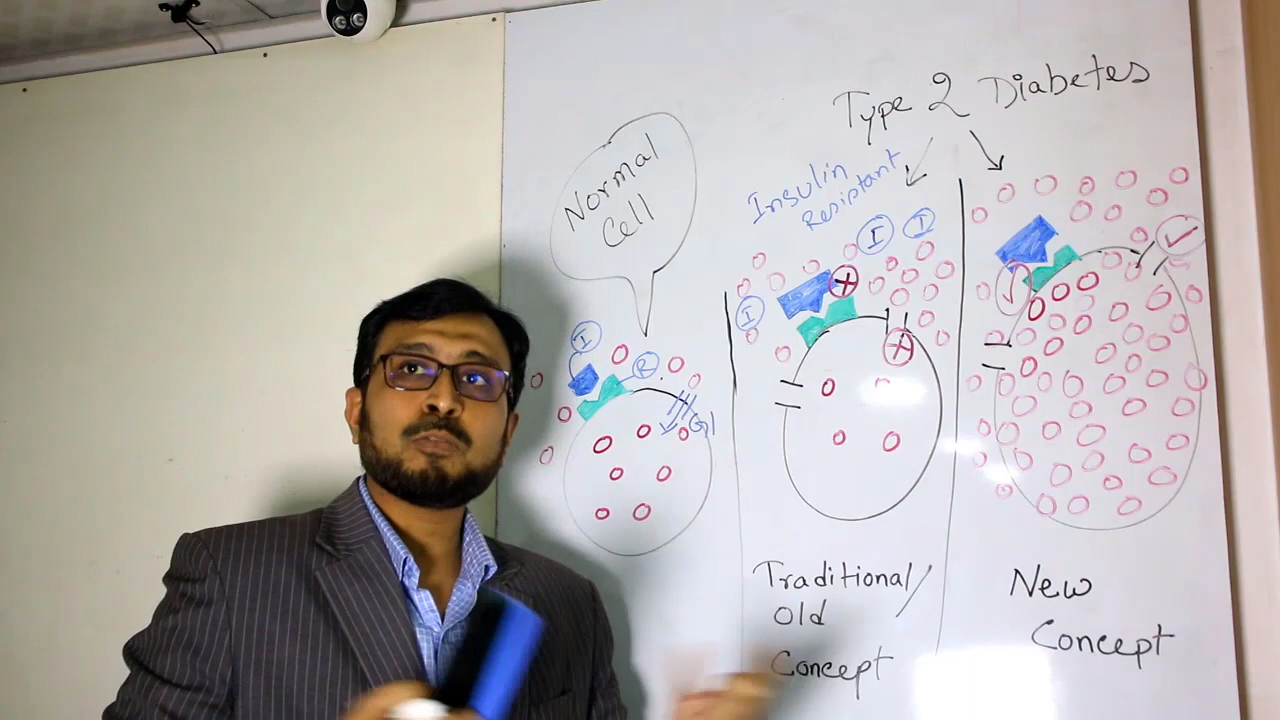 Type 2 Diabetes
Normal
Cell
I
R
Insulin
Resistant
I
I
I
Traditional/
Old
Concept
New
Concept